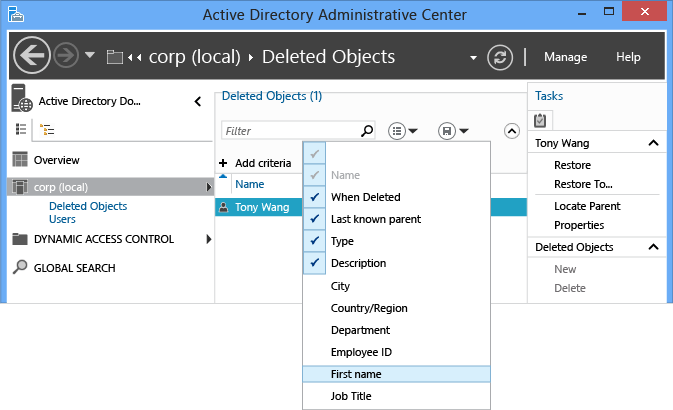 Active Directory Administrative Center
corp (local) Deleted Objects
Manage
Help
Active Directory Do...
Overview
corp (local)
Deleted Objects
Users
DYNAMIC ACCESS CONTROL
GLOBAL SEARCH
Deleted Objects (1)
Filter
Add criteria
Name
Tony Wang
Name
When Deleted
Last known parent
Type
Description
City
Country/Region
Department
Employee ID
First name
Job Title
Tasks
Tony Wang
Restore
Restore To...
Locate Parent
Properties
Deleted Objects
New
Delete